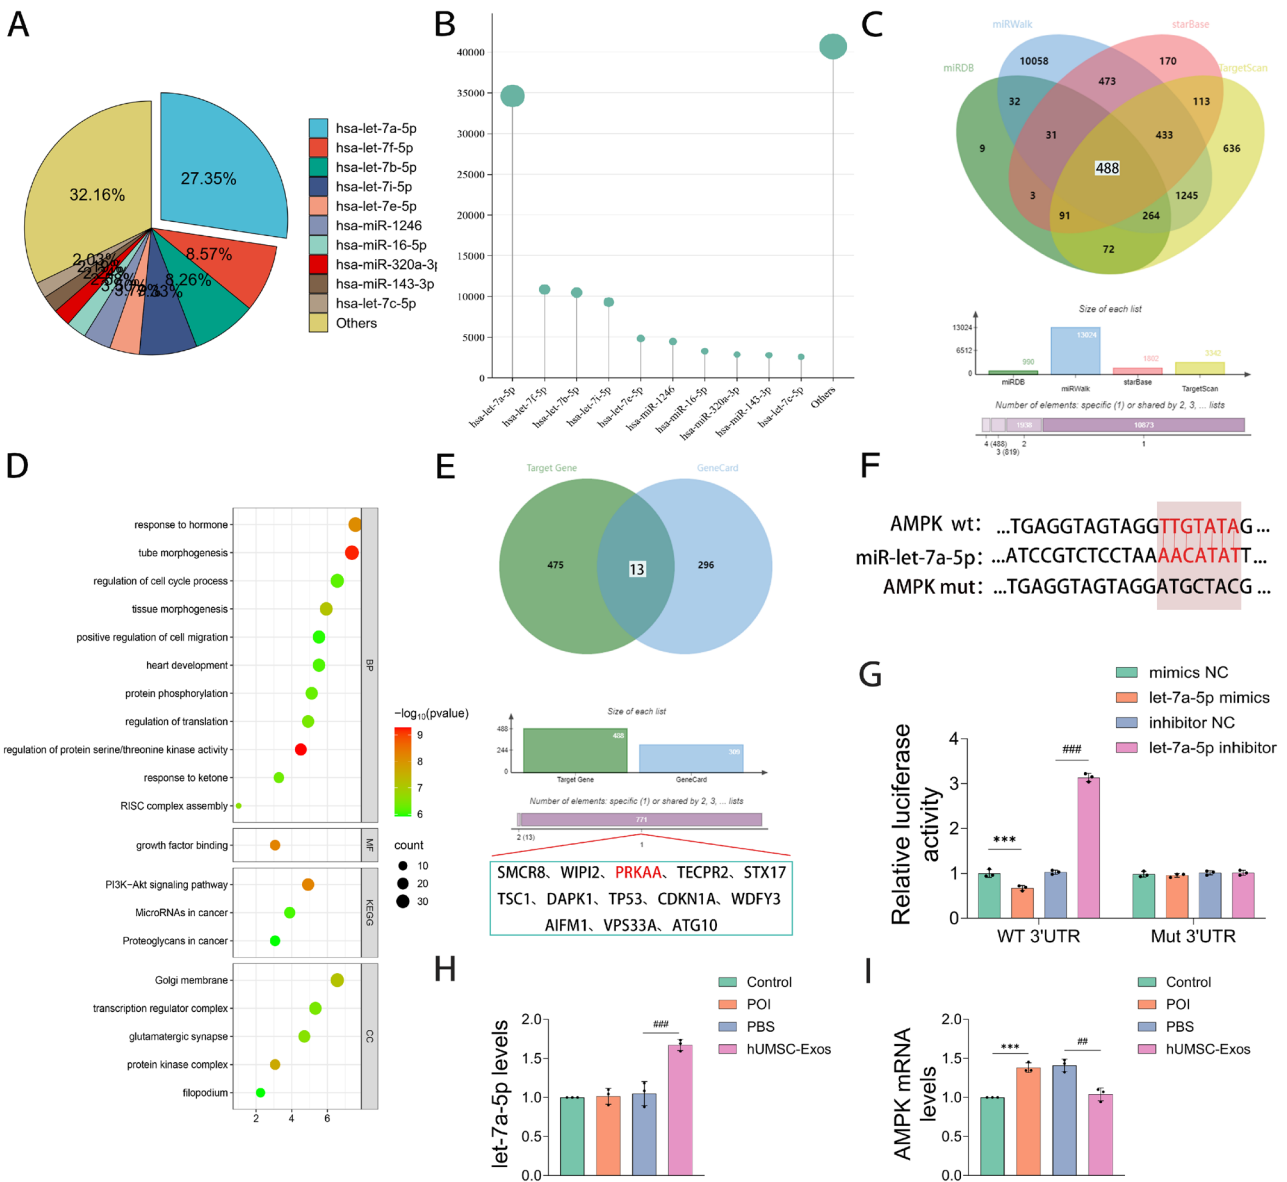 A
27.35%
8.57%
8.26%
32.16%
2.03%
hsa-let-7a-5p
hsa-let-7f-5p
hsa-let-7b-5p
hsa-let-7i-5p
hsa-let-7e-5p
hsa-miR-1246
hsa-miR-16-5p
hsa-miR-320a-3p
hsa-miR-143-3p
hsa-let-7c-5p
Others
B
40000
35000
30000
25000
20000
15000
10000
5000
0
hsa-let-7a-5p
hsa-let-7f-5p
hsa-let-7b-5p
hsa-let-7i-5p
hsa-let-7e-5p
hsa-miR-1246
hsa-miR-16-5p
hsa-miR-320a-3p
hsa-miR-143-3p
hsa-let-7c-5p
Others
C
miRWalk
starBase
miRDB
TargetScan
10058
170
473
32
113
31
433
9
636
488
3
1245
91
264
72
Size of each list
13024
6512
0
990
13024
1802
3342
miRDB
miRWalk
starBase
TargetScan
Number of elements: specific (1) or shared by 2, 3, ... lists
1938
10873
4 (488)
3 (819)
2
1
D
response to hormone
tube morphogenesis
regulation of cell cycle process
tissue morphogenesis
positive regulation of cell migration
heart development
protein phosphorylation
regulation of translation
regulation of protein serine/threonine kinase activity
response to ketone
RISC complex assembly
growth factor binding
PI3K−Akt signaling pathway
MicroRNAs in cancer
Proteoglycans in cancer
Golgi membrane
transcription regulator complex
glutamatergic synapse
protein kinase complex
filopodium
2 4 6
BP
MF
KEGG
CC
−log10(pvalue)
9
8
7
6
count
10
20
30
E
Target Gene
GeneCard
475
13
296
Size of each list
488
244
0
488
309
Target Gene
GeneCard
Number of elements: specific (1) or shared by 2, 3, ... lists
771
2 (13)
1
SMCR8、WIPI2、PRKAA、TECPR2、STX17
TSC1、DAPK1、TP53、CDKN1A、WDFY3
AIFM1、VPS33A、ATG10
F
AMPK wt: ...TGAGGTAGTAGGTTGTATAG...
miR-let-7a-5p: ...ATCCGTCTCCTAAAACATATT...
AMPK mut: ...TGAGGTAGTAGGATGCTACG...
G
mimics NC
let-7a-5p mimics
inhibitor NC
let-7a-5p inhibitor
Relative luciferase
activity
4
3
2
1
0
***
###
WT 3'UTR
Mut 3'UTR
H
Control
POI
PBS
hUMSC-Exos
let-7a-5p levels
2.0
1.5
1.0
0.5
0.0
###
I
Control
POI
PBS
hUMSC-Exos
AMPK mRNA
levels
2.0
1.5
1.0
0.5
0.0
***
##